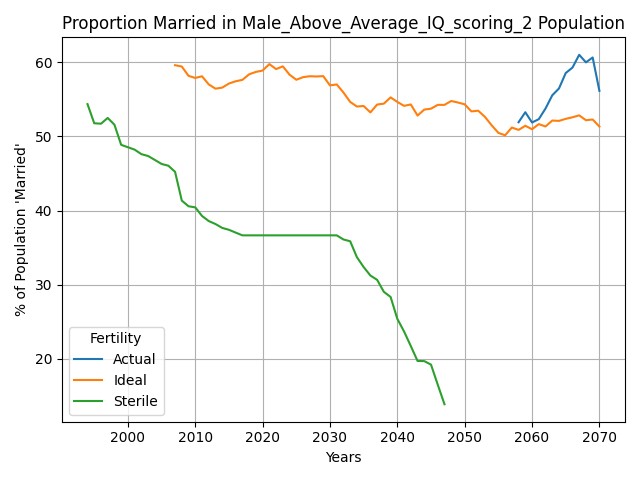 Proportion Married in Male_Above_Average_IQ_scoring_2 Population
% of Population 'Married'
60
50
40
30
20
Fertility
Actual
Ideal
Sterile
2000 2010 2020 2030 2040 2050 2060 2070
Years